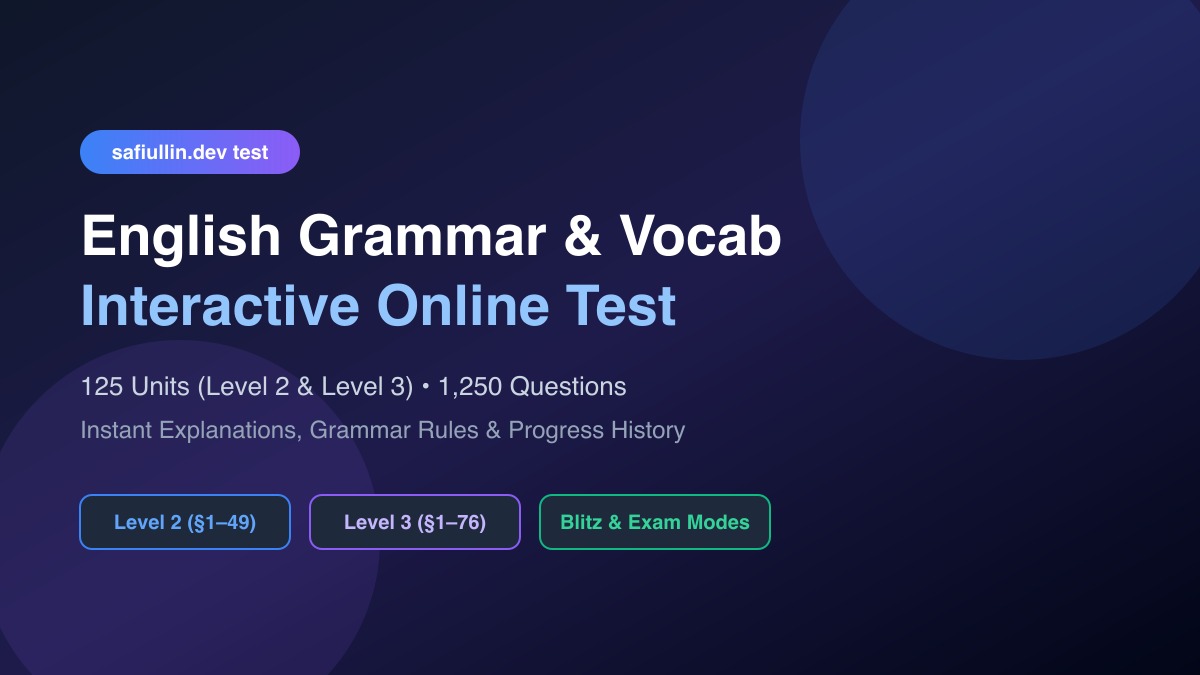 safiullin.dev test
English Grammar & Vocab
Interactive Online Test
125 Units (Level 2 & Level 3) • 1,250 Questions
Instant Explanations, Grammar Rules & Progress History
Level 2 (§1–49)
Level 3 (§1–76)
Blitz & Exam Modes